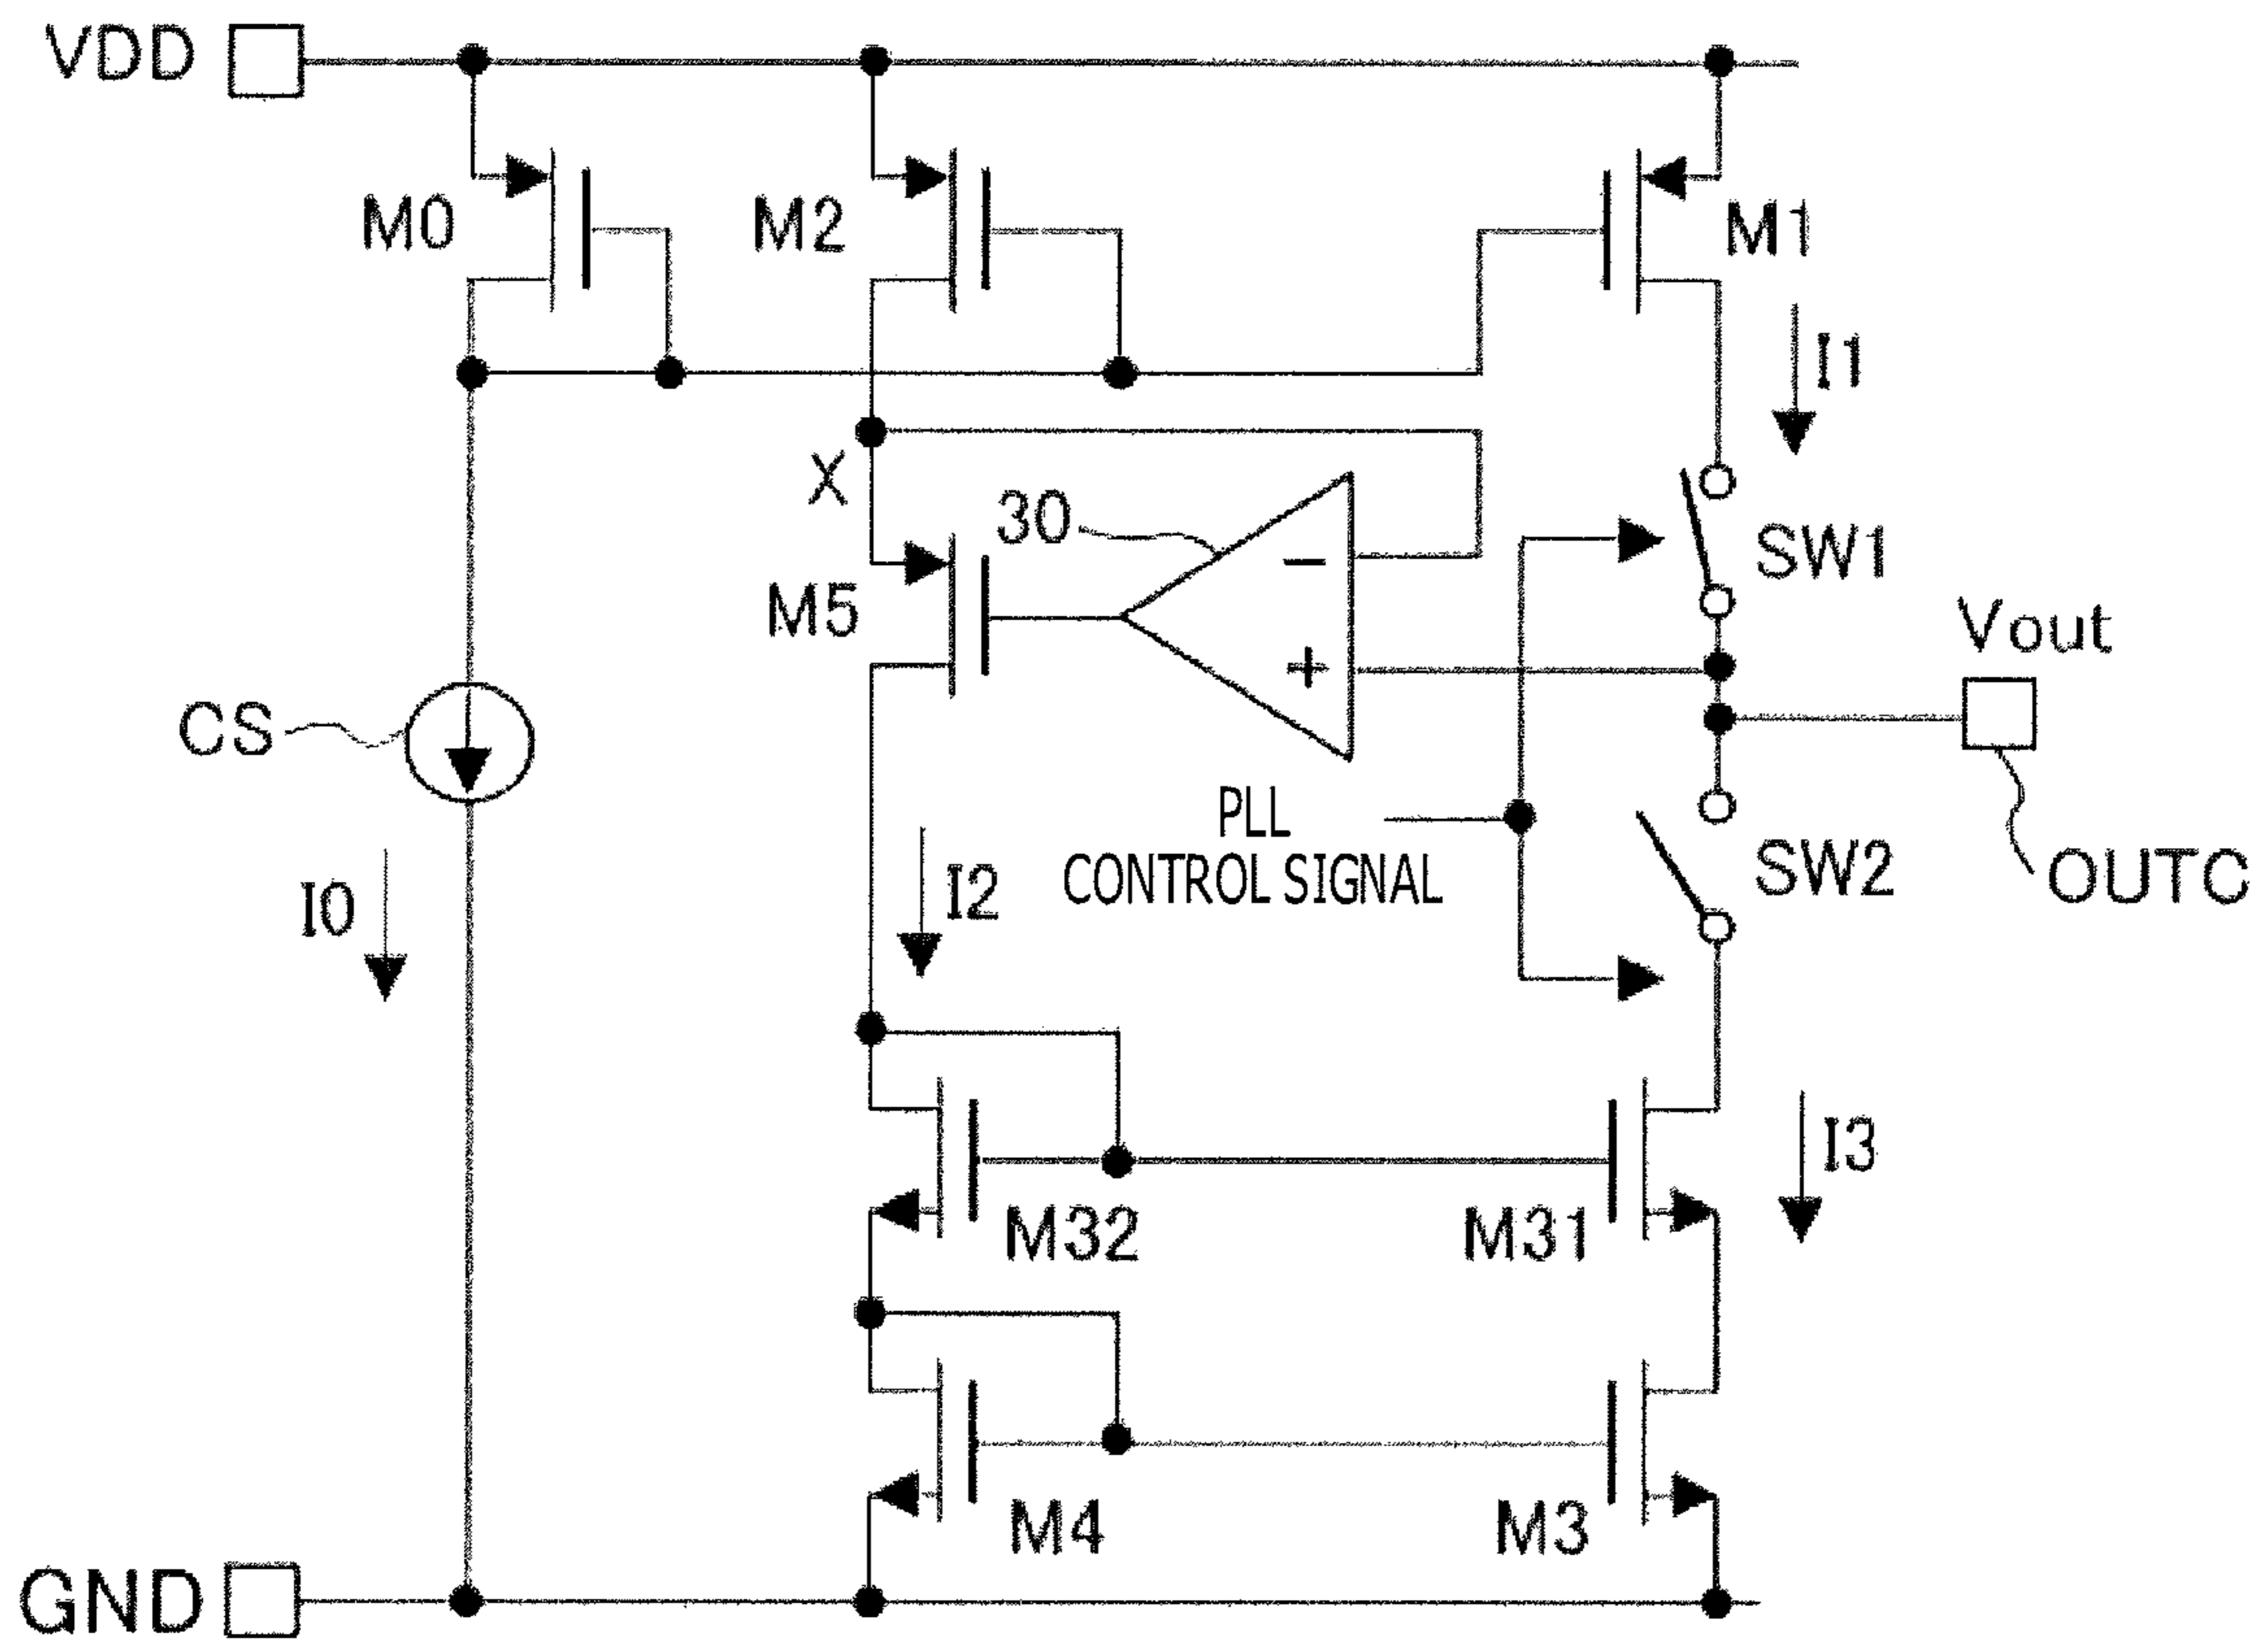 VDD
M0
M2
M1
I1
X
30
−
+
SW1
M5
Vout
CS
PLL
CONTROL SIGNAL
SW2
OUTC
I0
I2
I3
M32
M31
M4
M3
GND